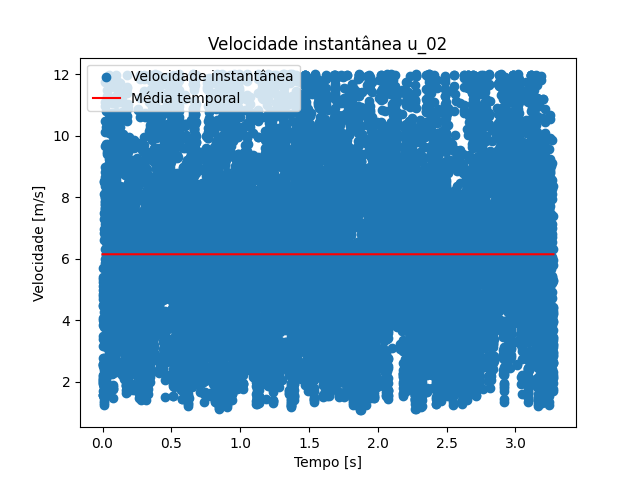 Velocidade instantânea u_02
Velocidade instantânea
Média temporal
12
10
8
6
4
2
Velocidade [m/s]
0.0 0.5 1.0 1.5 2.0 2.5 3.0
Tempo [s]